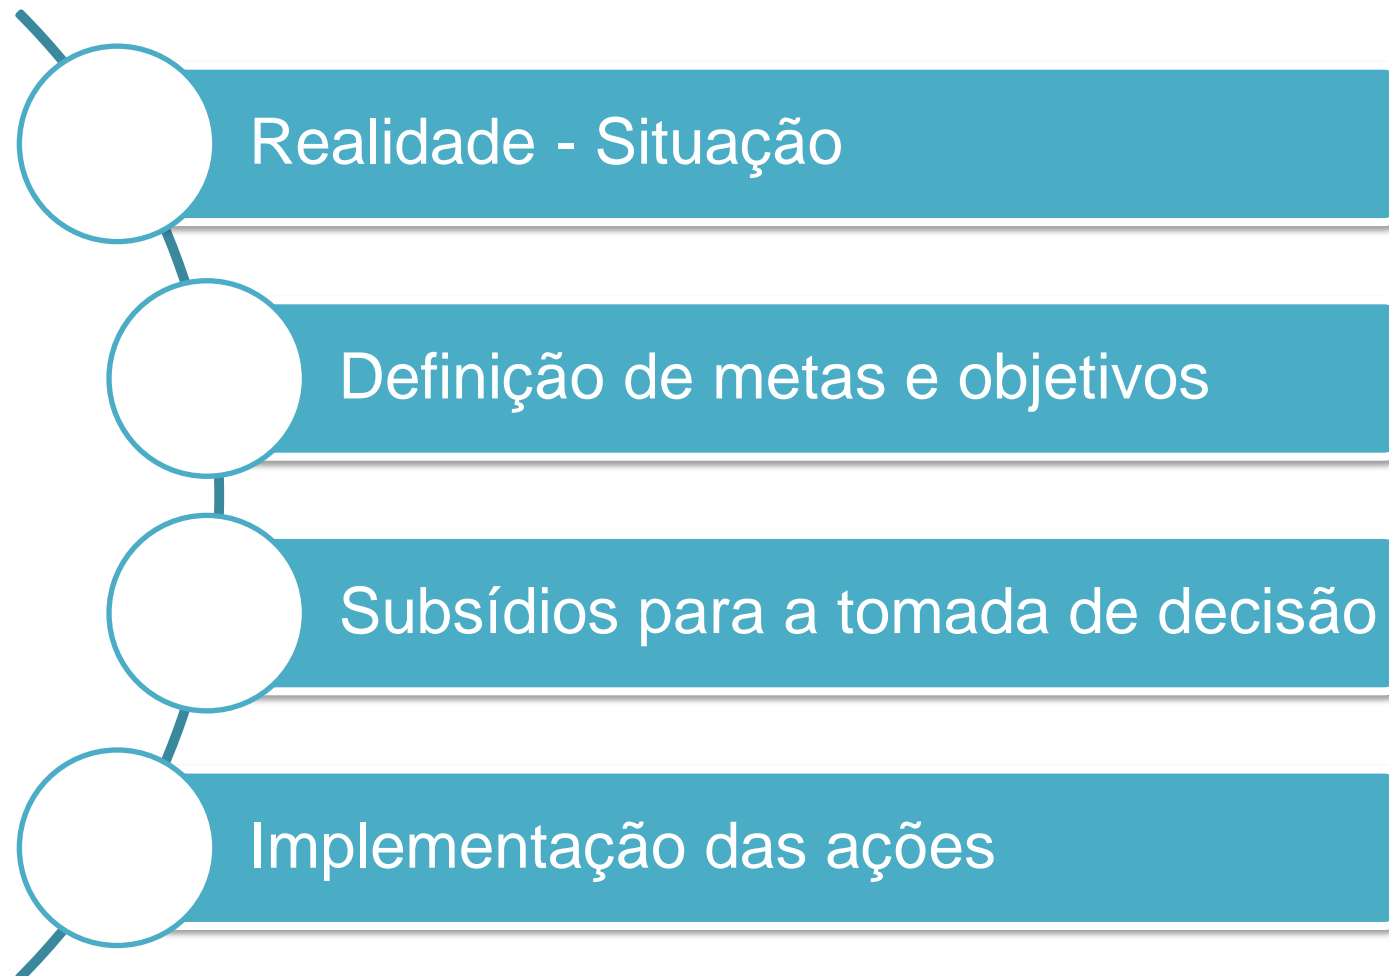 Realidade - Situação
Definição de metas e objetivos
Subsídios para a tomada de decisão
Implementação das ações